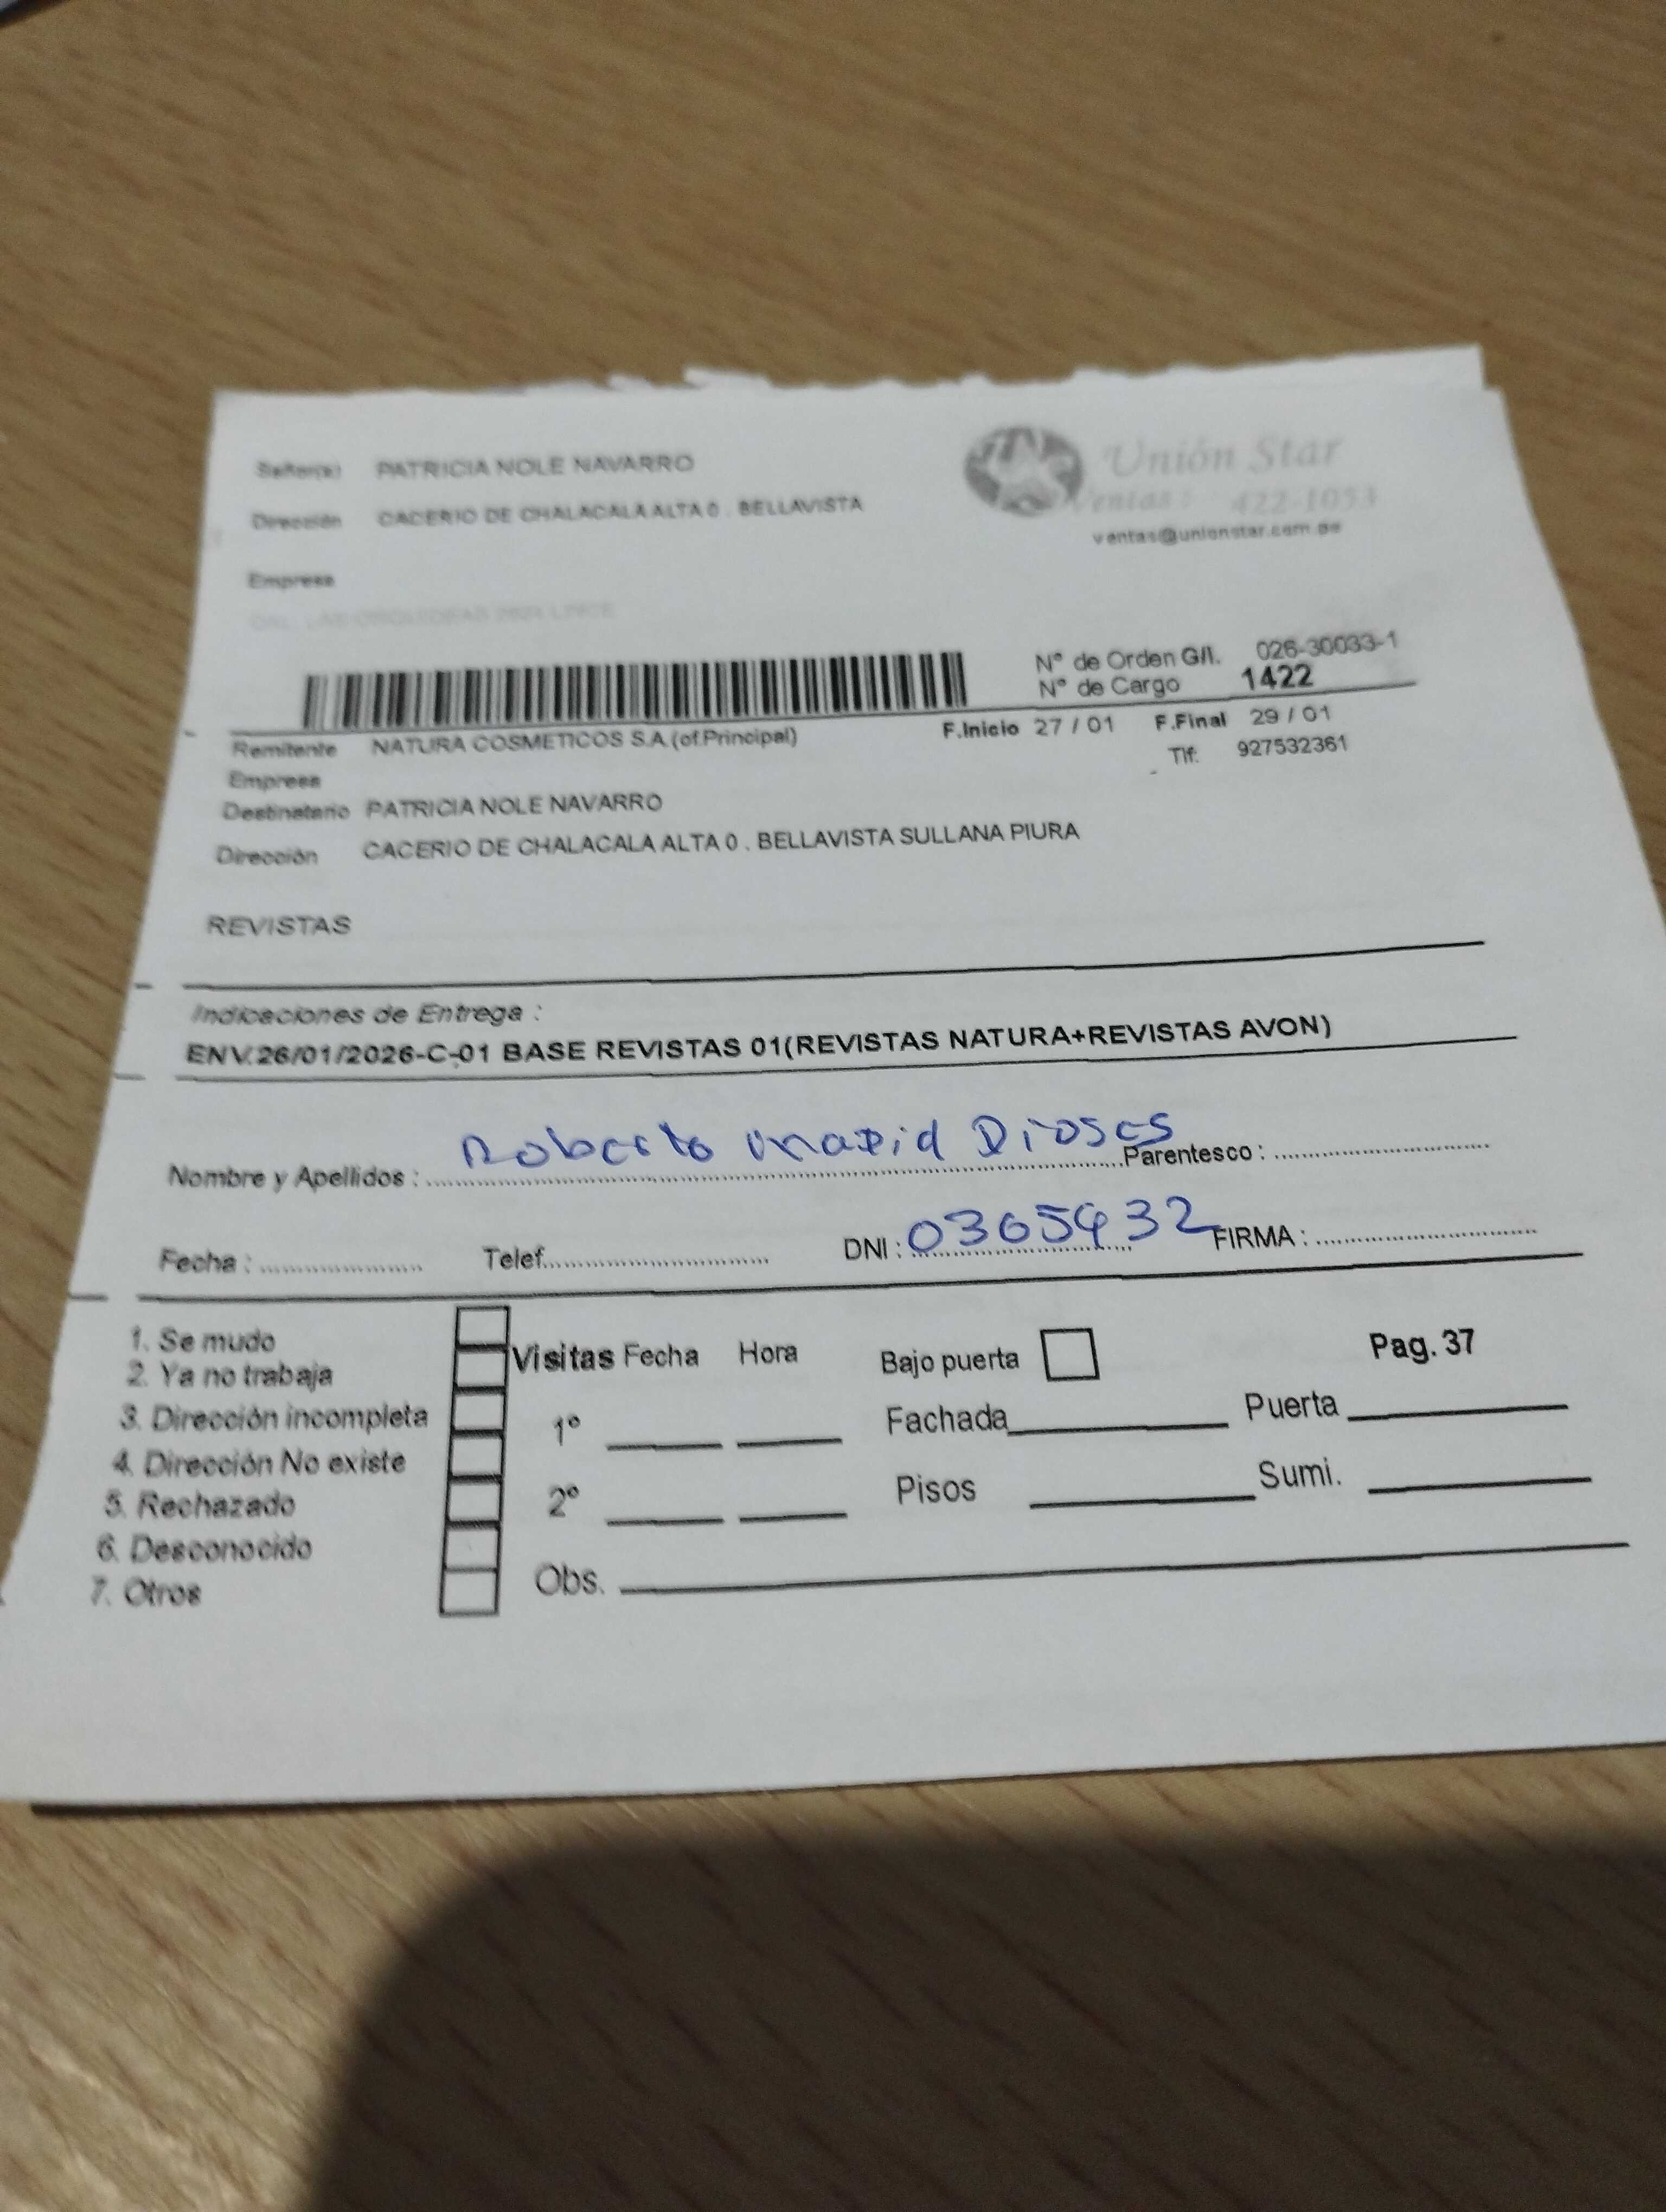 Señor(a) PATRICIA NOLE NAVARRO
Unión Star
Ventas : 422-1053
Dirección CACERIO DE CHALACALA ALTA 0 . BELLAVISTA
ventas@unionstar.com.pe
Empresa
N° de Orden G/I. 026-30033-1
N° de Cargo 1422
F.Inicio 27 / 01 F.Final 29 / 01
Remitente NATURA COSMETICOS S.A.(of.Principal)
Tlf: 927532361
Empresa
Destinatario PATRICIA NOLE NAVARRO
Dirección CACERIO DE CHALACALA ALTA 0 . BELLAVISTA SULLANA PIURA
REVISTAS
Indicaciones de Entrega :
ENV.26/01/2026-C-01 BASE REVISTAS 01(REVISTAS NATURA+REVISTAS AVON)
Nombre y Apellidos : Roberto Dioses Parentesco :
Fecha : Telef. DNI : 0365932 FIRMA :
1. Se mudo
2. Ya no trabaja
3. Dirección incompleta
4. Dirección No existe
5. Rechazado
6. Desconocido
7. Otros
Visitas Fecha Hora
1º
2º
Obs.
Bajo puerta
Pag. 37
Fachada Puerta
Pisos Sumi.